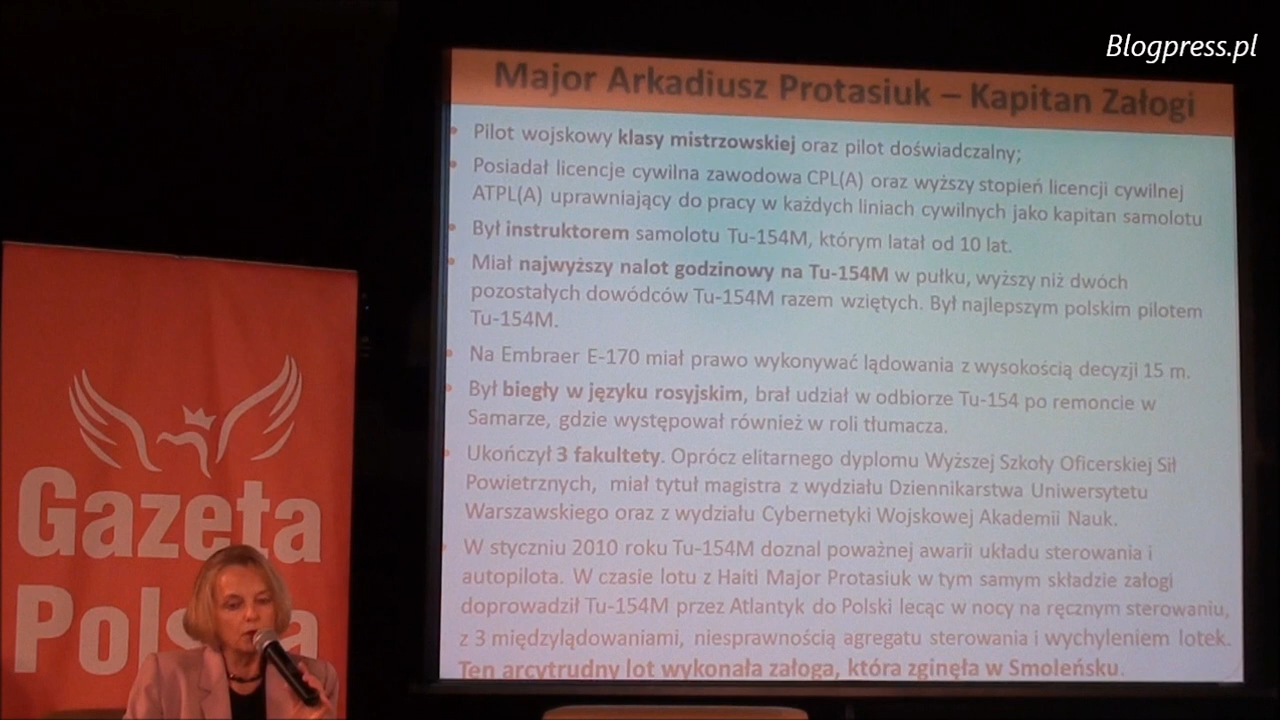 Blogpress.pl
Major Arkadiusz Protasiuk – Kapitan Załogi
Pilot wojskowy klasy mistrzowskiej oraz pilot doświadczalny;
Posiadał licencje cywilna zawodowa CPL(A) oraz wyższy stopień licencji cywilnej
ATPL(A) uprawniający do pracy w każdych liniach cywilnych jako kapitan samolotu
Był instruktorem samolotu Tu-154M, którym latał od 10 lat.
Miał najwyższy nalot godzinowy na Tu-154M w pułku, wyższy niż dwóch
pozostałych dowódców Tu-154M razem wziętych. Był najlepszym polskim pilotem
Tu-154M.
Na Embraer E-170 miał prawo wykonywać lądowania z wysokością decyzji 15 m.
Był biegły w języku rosyjskim, brał udział w odbiorze Tu-154 po remoncie w
Samarze, gdzie występował również w roli tłumacza.
Ukończył 3 fakultety. Oprócz elitarnego dyplomu Wyższej Szkoły Oficerskiej Sił
Powietrznych, miał tytuł magistra z wydziału Dziennikarstwa Uniwersytetu
Warszawskiego oraz z wydziału Cybernetyki Wojskowej Akademii Nauk.
W styczniu 2010 roku Tu-154M doznal poważnej awarii układu sterowania i
autopilota. W czasie lotu z Haiti Major Protasiuk w tym samym składzie załogi
doprowadził Tu-154M przez Atlantyk do Polski lecąc w nocy na ręcznym sterowaniu,
z 3 międzylądowaniami, niesprawnością agregatu sterowania i wychyleniem lotek.
Ten arcytrudny lot wykonała załoga, która zginęła w Smoleńsku.
Gazeta
Polska